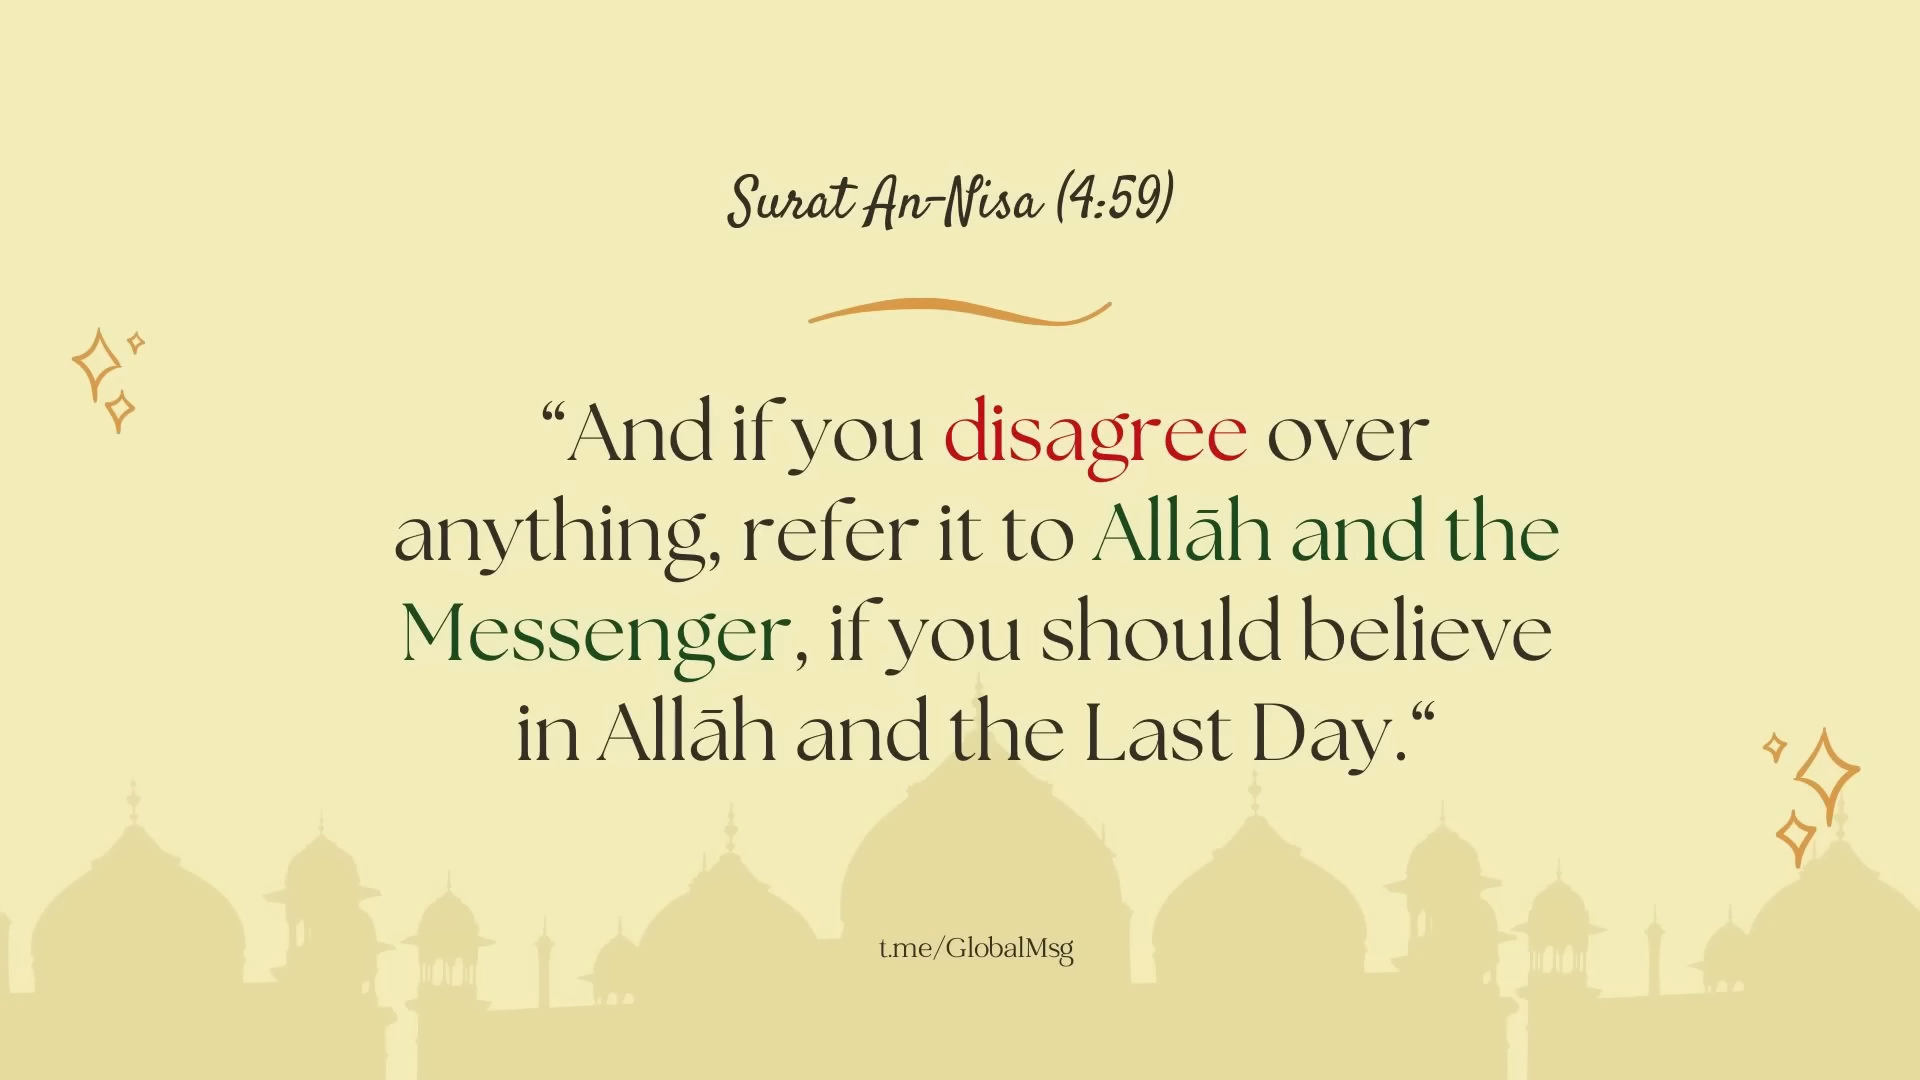 Surat An-Nisa (4:59)
“And if you disagree over
anything, refer it to Allāh and the
Messenger, if you should believe
in Allāh and the Last Day.“
t.me/GlobalMsg